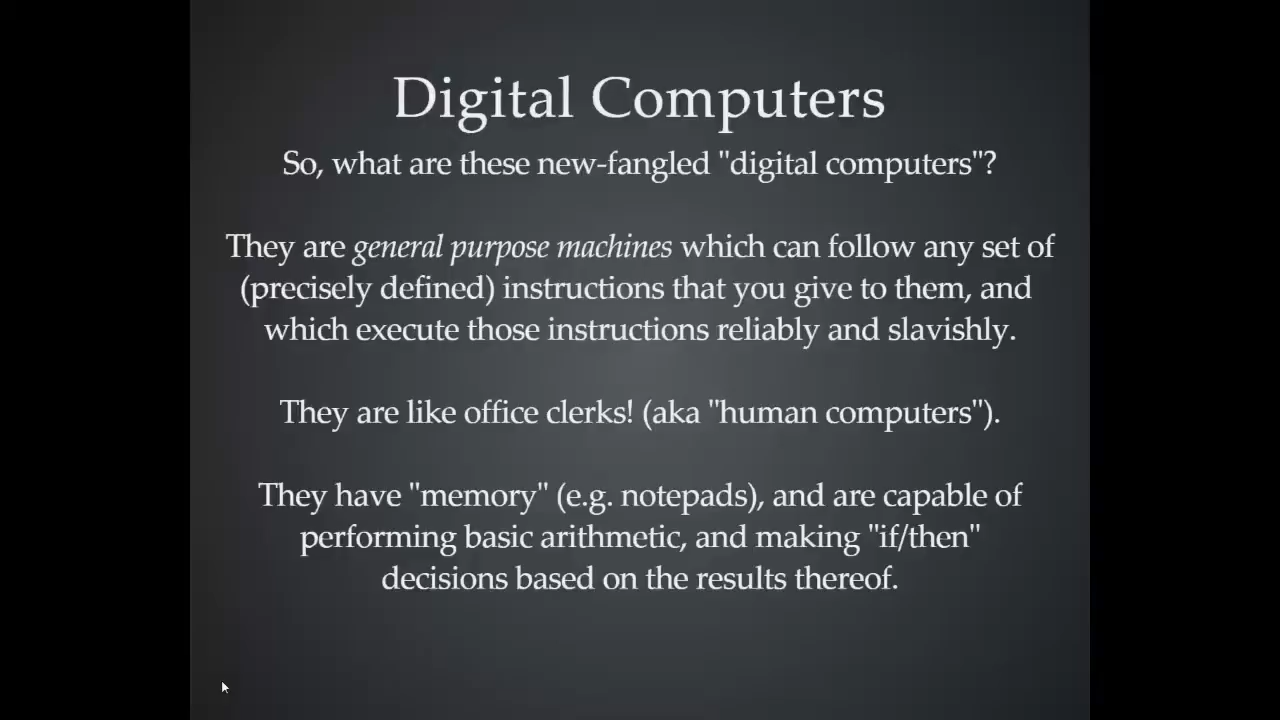 Digital Computers
So, what are these new-fangled "digital computers"?
They are general purpose machines which can follow any set of
(precisely defined) instructions that you give to them, and
which execute those instructions reliably and slavishly.
They are like office clerks! (aka "human computers").
They have "memory" (e.g. notepads), and are capable of
performing basic arithmetic, and making "if/then"
decisions based on the results thereof.